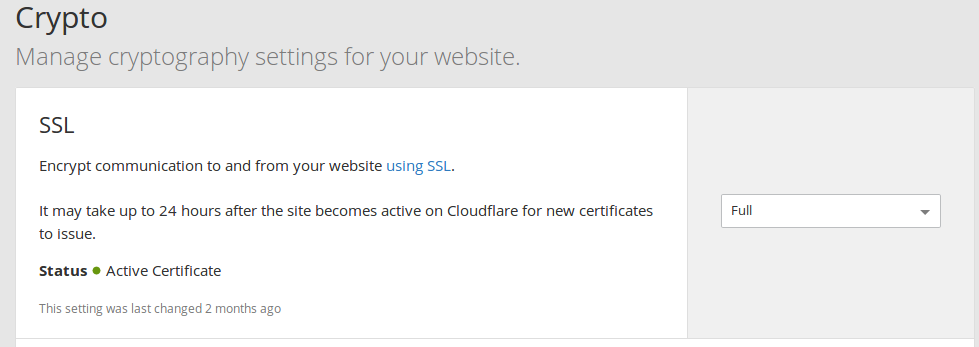 Crypto
Manage cryptography settings for your website.
SSL
Encrypt communication to and from your website using SSL.
It may take up to 24 hours after the site becomes active on Cloudflare for new certificates
to issue.
Full
Status ● Active Certificate
This setting was last changed 2 months ago